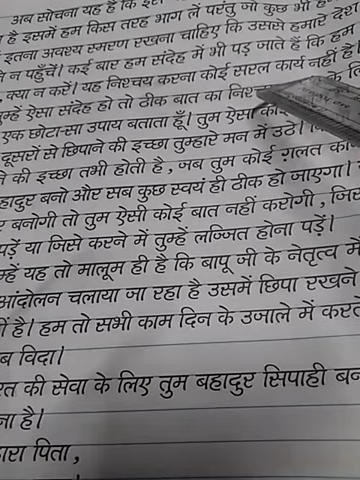 अब सोचना यह है कि
है इसमें हम किस तरह भाग लें परंतु जो कुछ भी ह
इतना अवश्य स्मरण रखना चाहिए कि उससे हमारे देश
न पहुँचे। कई बार हम संदेह में भी पड़ जाते हैं कि हम
, क्या न करें। यह निश्चय करना कोई सरल कार्य नहीं है।
तुम्हें ऐसा संदेह हो तो ठीक बात का निश्च
एक छोटा-सा उपाय बताता हूँ। तुम ऐसा को
दूसरों से छिपाने की इच्छा तुम्हारे मन में उठे।
ने की इच्छा तभी होती है, जब तुम कोई ग़लत का
हादुर बनो और सब कुछ स्वयं ही ठीक हो जाएगा।
र बनोगी तो तुम ऐसी कोई बात नहीं करोगी, जिस
पड़ें या जिसे करने में तुम्हें लज्जित होना पड़ें।
म्हें यह तो मालूम ही है कि बापू जी के नेतृत्व में
आंदोलन चलाया जा रहा है उसमें छिपा रखने
ीं है। हम तो सभी काम दिन के उजाले में करत
ब विदा।
रत की सेवा के लिए तुम बहादुर सिपाही बन
ना है।
ारा पिता,